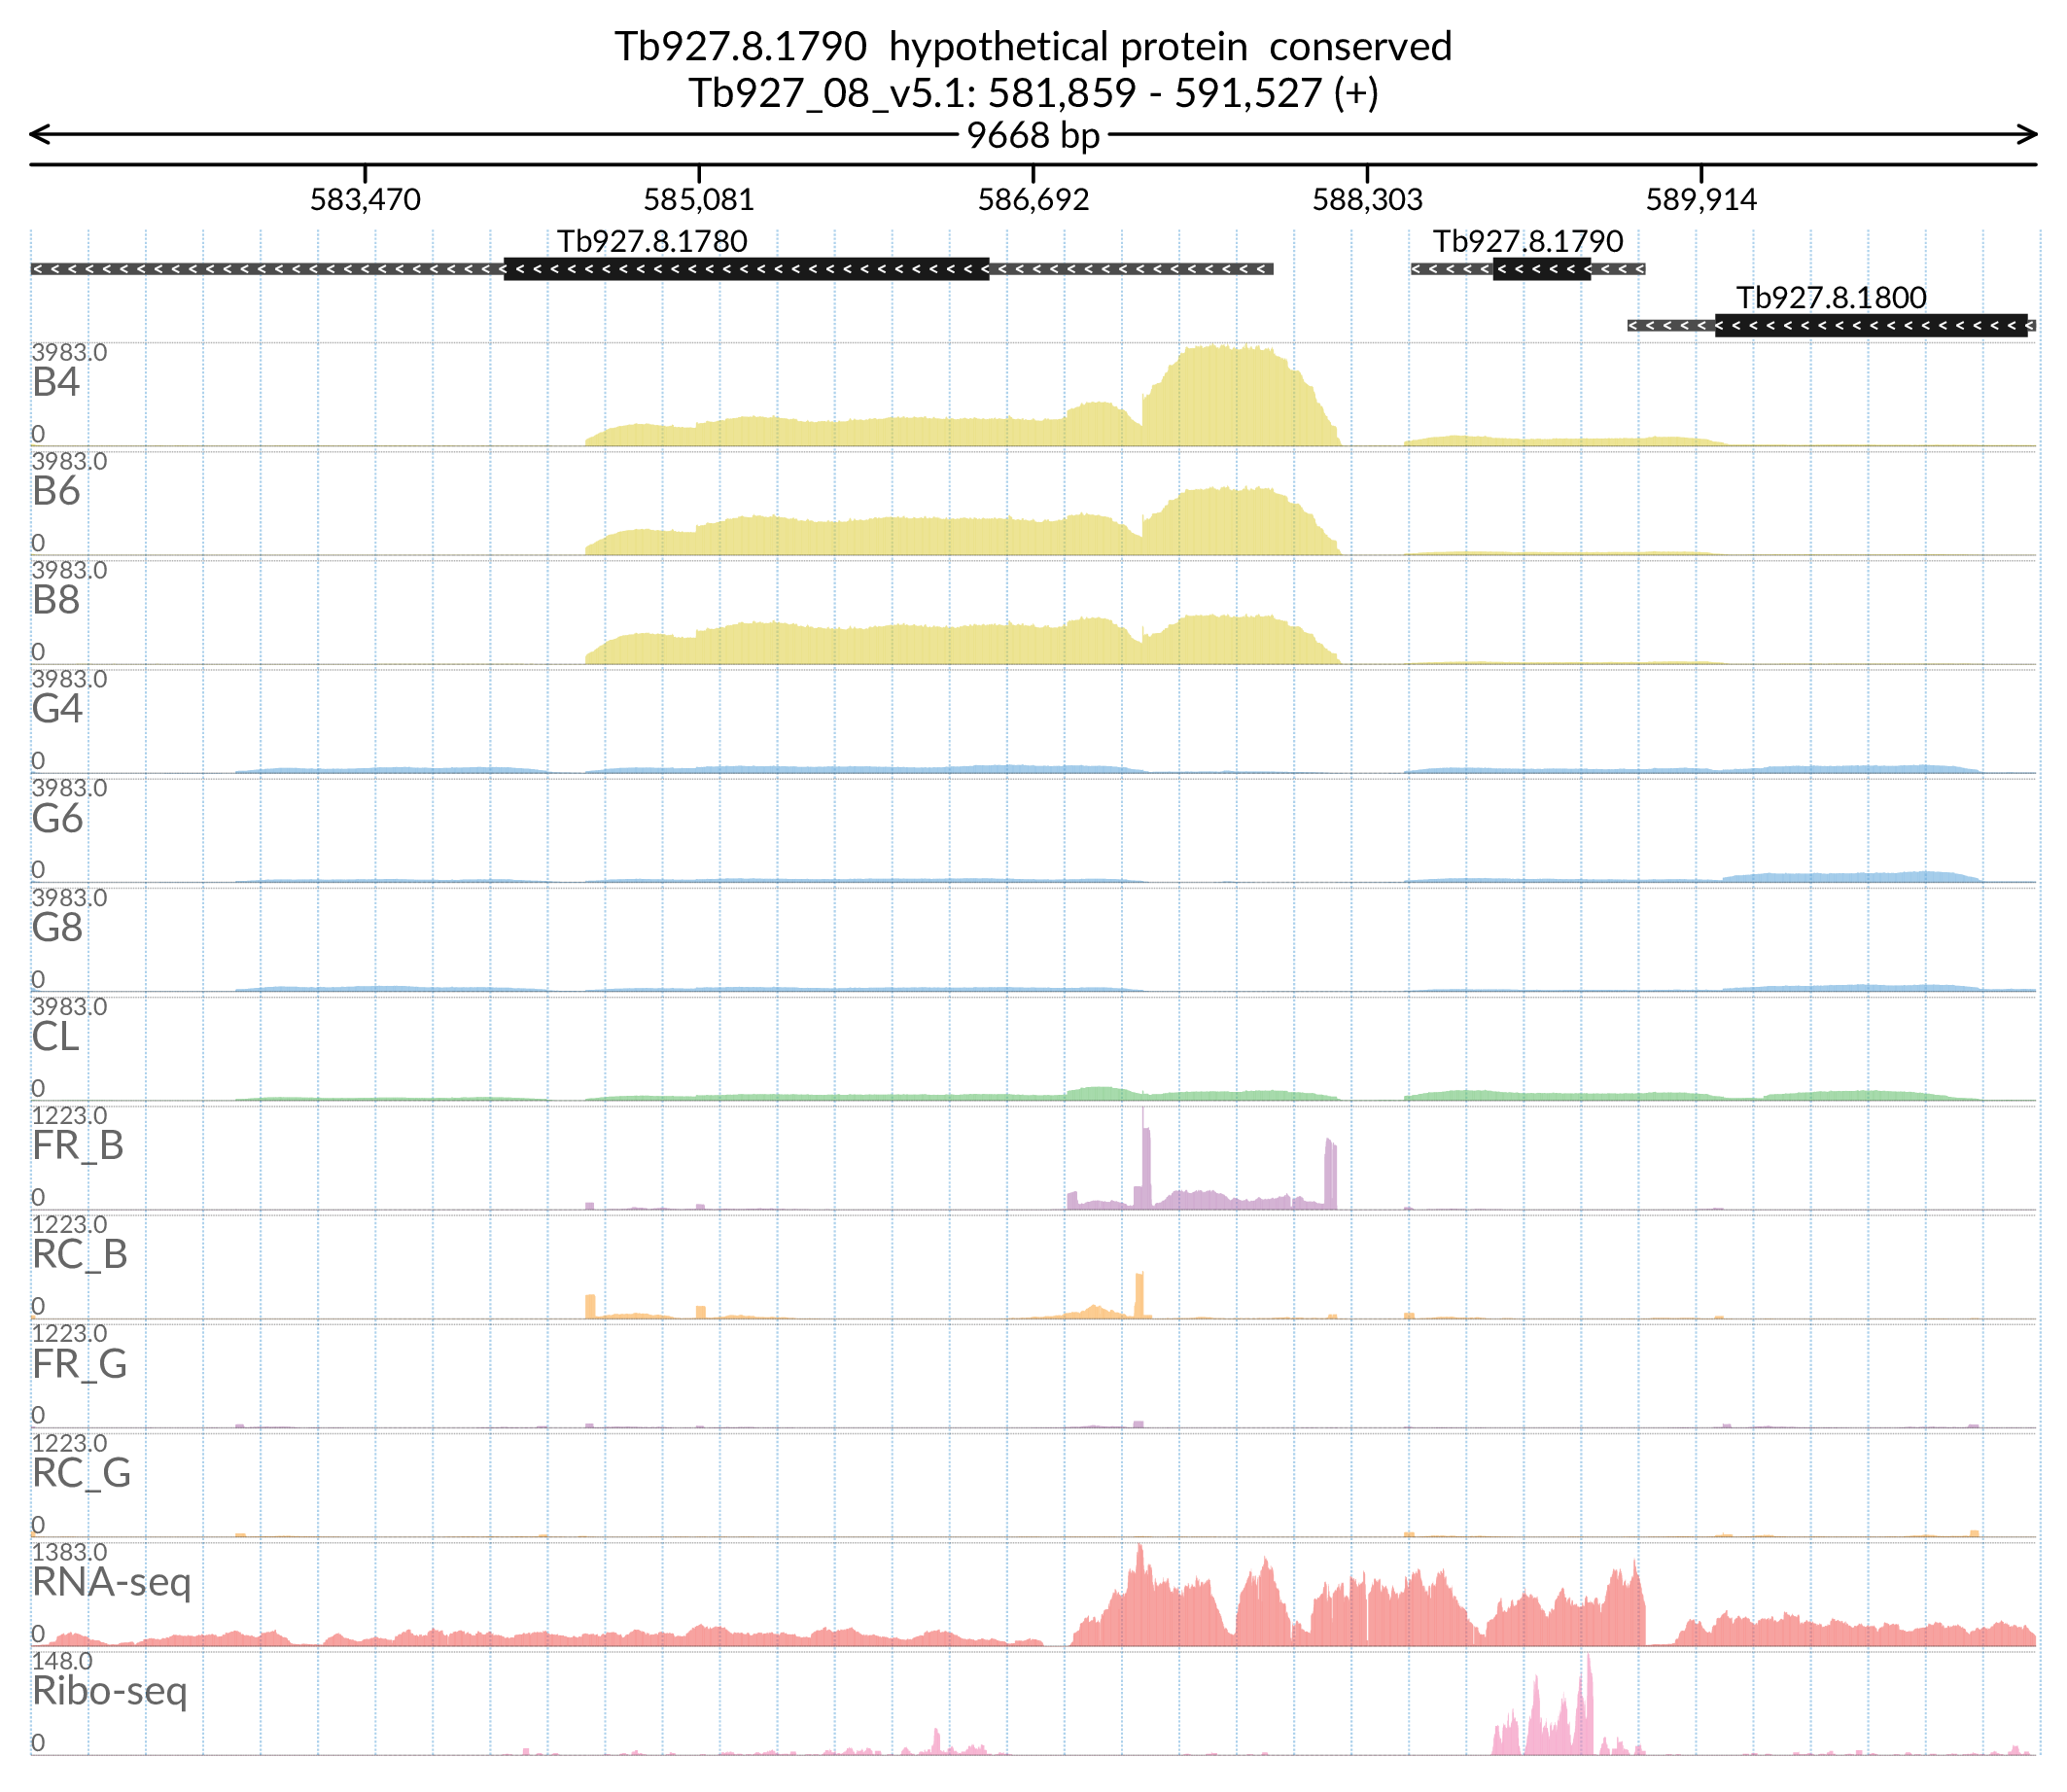 Tb927.8.1790 hypothetical protein conserved
Tb927_08_v5.1: 581,859 - 591,527 (+)
9668 bp
583,470 585,081 586,692 588,303 589,914
Tb927.8.1780 Tb927.8.1790
Tb927.8.1800
3983.0
B4
0
3983.0
B6
0
3983.0
B8
0
3983.0
G4
0
3983.0
G6
0
3983.0
G8
0
3983.0
CL
0
1223.0
FR_B
0
1223.0
RC_B
0
1223.0
FR_G
0
1223.0
RC_G
0
1383.0
RNA-seq
0
148.0
Ribo-seq
0